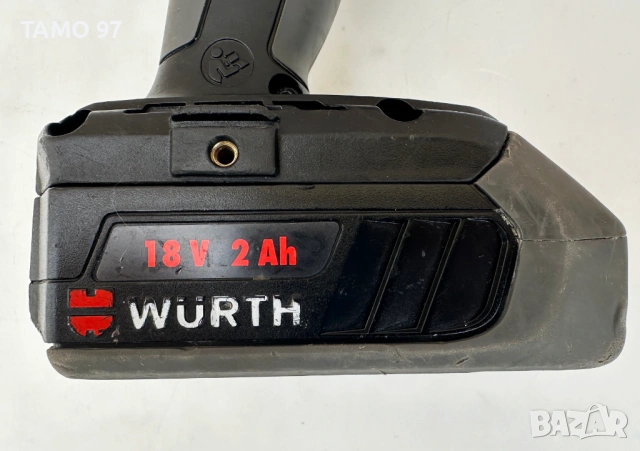 TAMO 97
18 V 2 Ah
WÜRTH
BAZAR